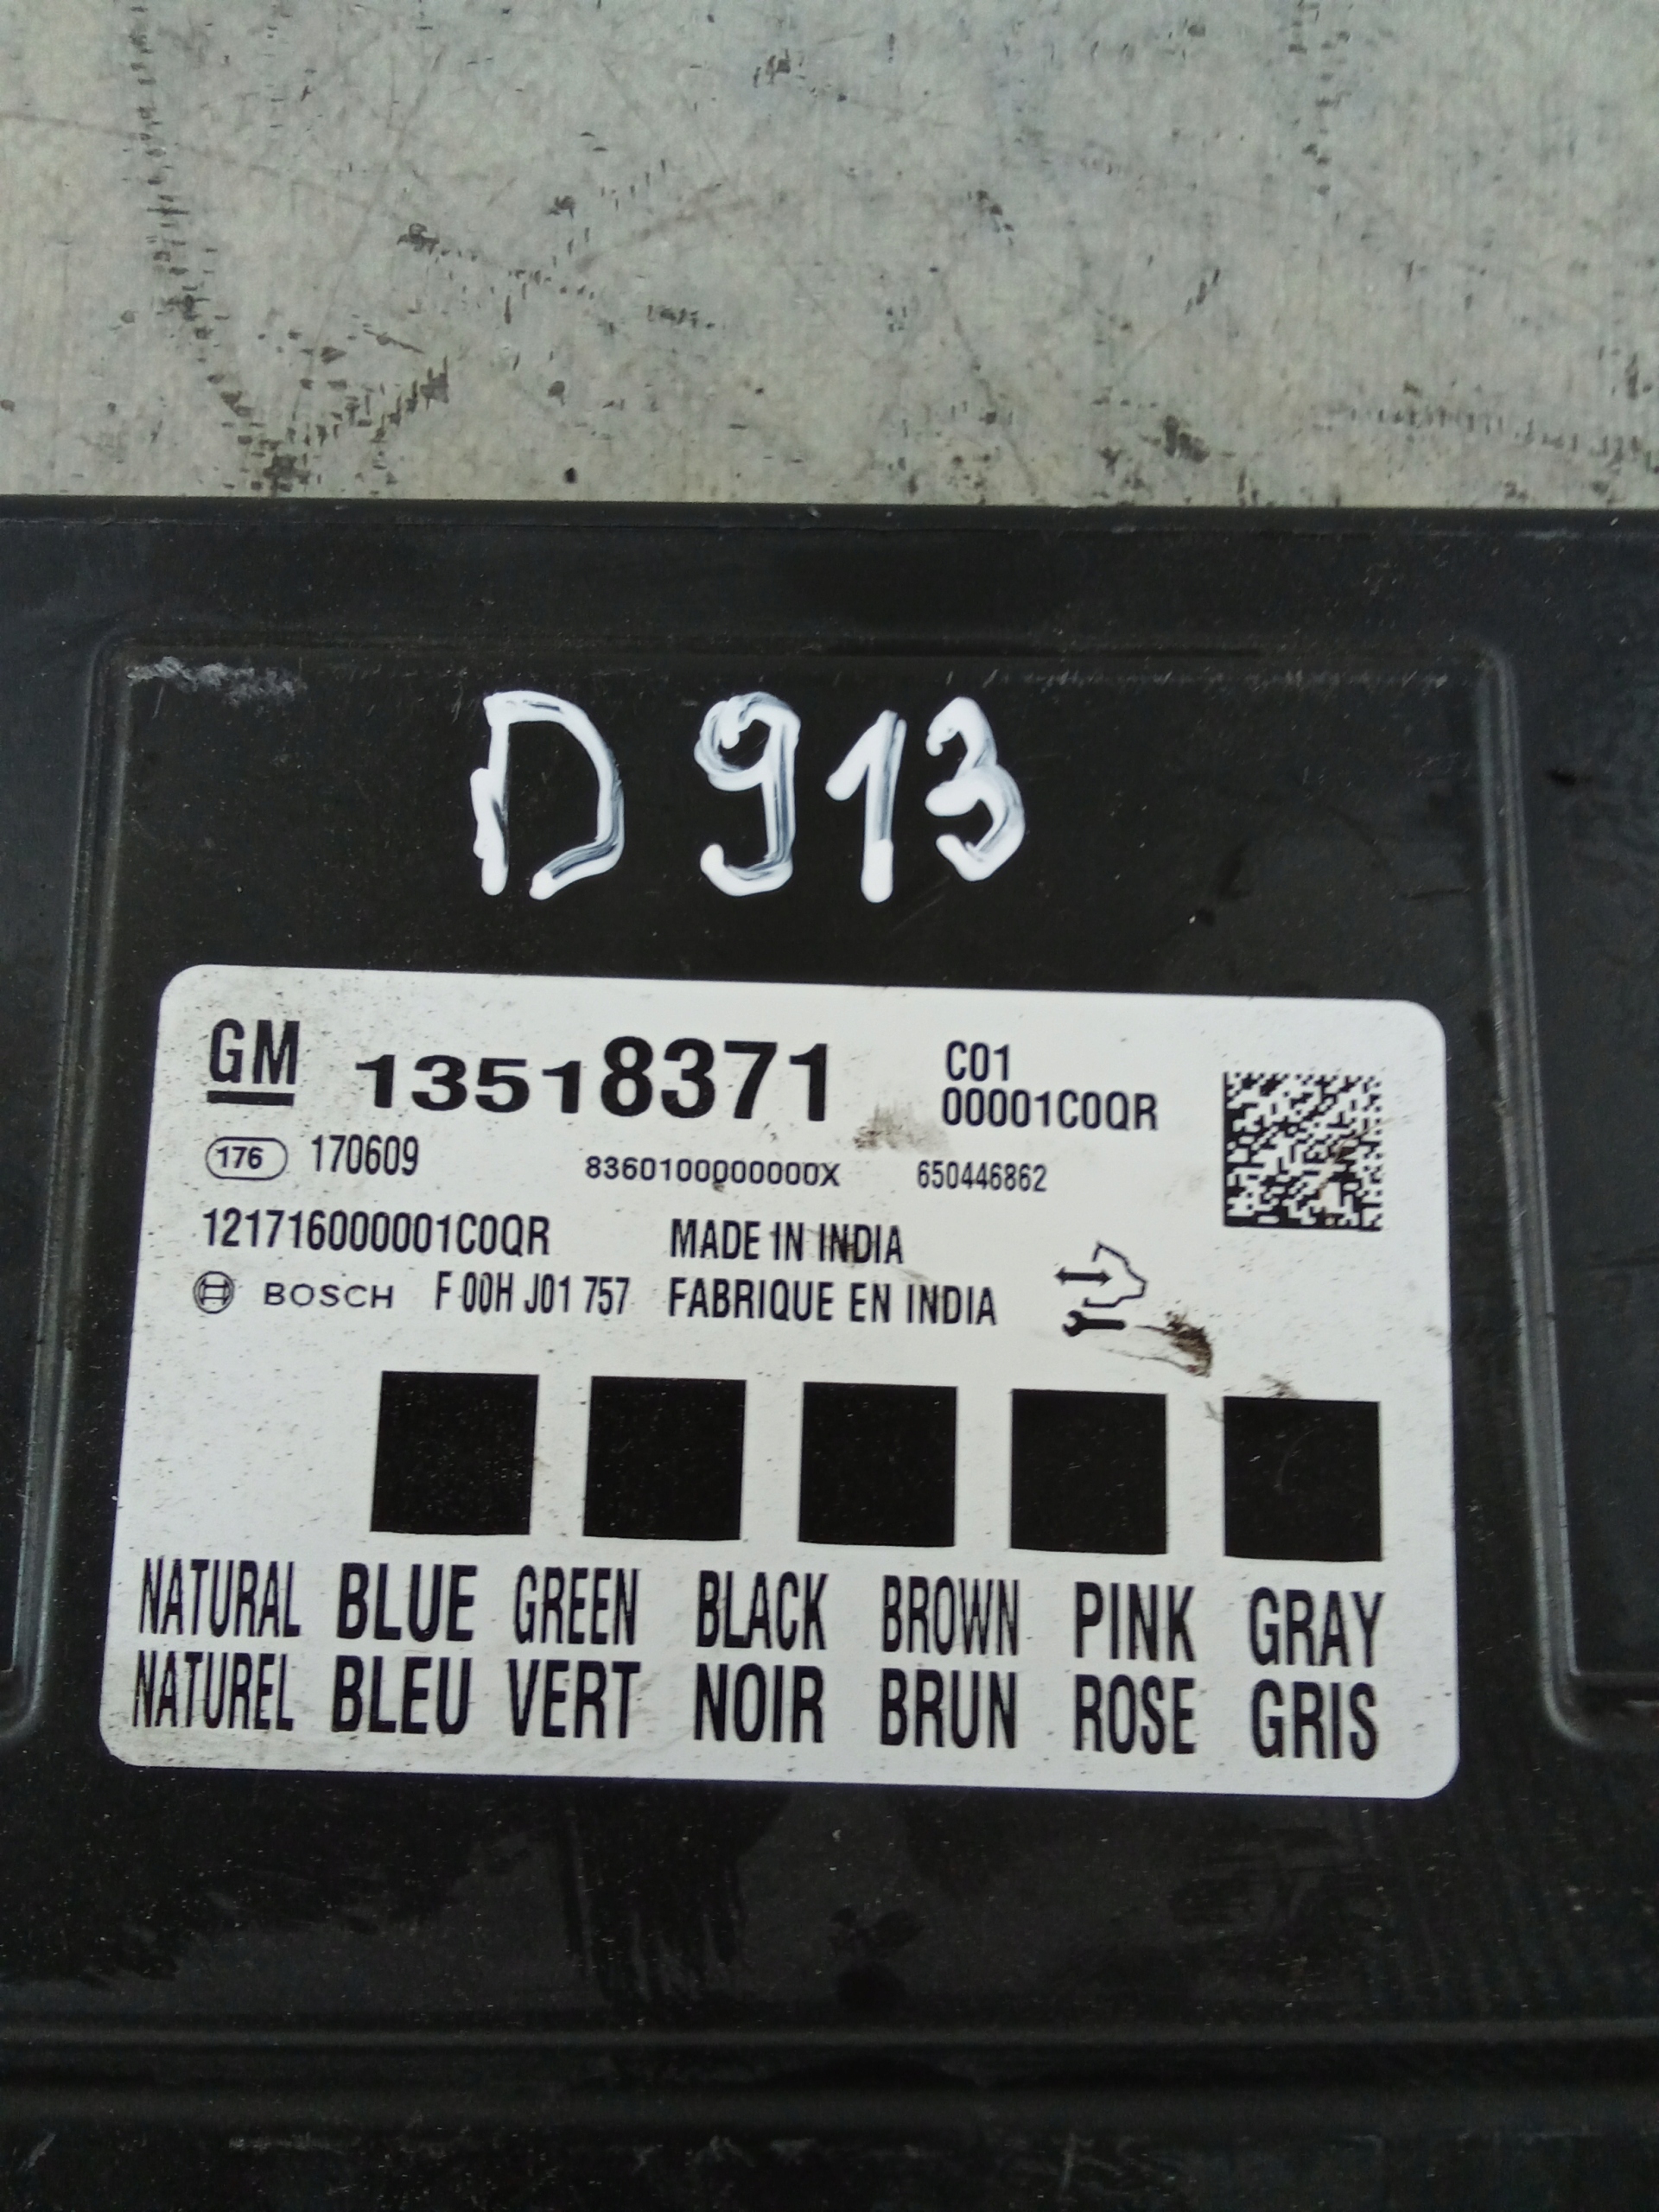 D913
GM 13518371 C01
00001C0QR
176 170609 8360100000000X 650446862
121716000001C0QR MADE IN INDIA
BOSCH F 00H J01 757 FABRIQUE EN INDIA
NATURAL BLUE GREEN BLACK BROWN PINK GRAY
NATUREL BLEU VERT NOIR BRUN ROSE GRIS